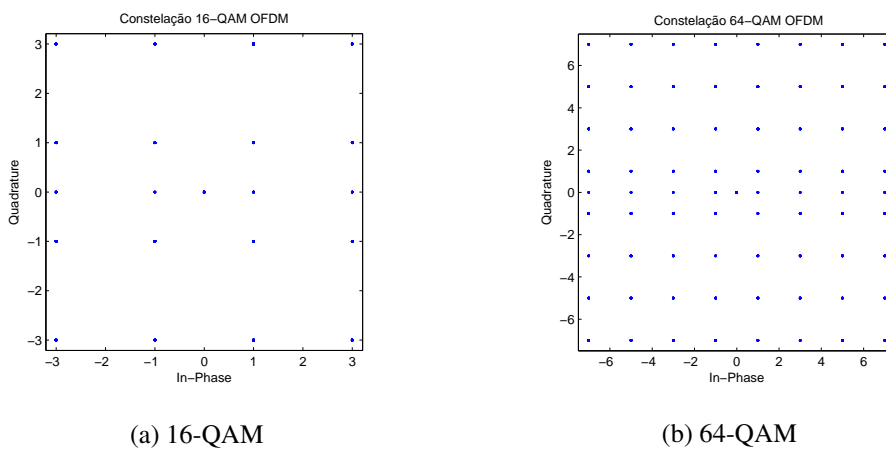 Constelação 16−QAM OFDM
3
2
1
0
−1
−2
−3
Quadrature
−3 −2 −1 0 1 2 3
In−Phase
(a) 16-QAM
Constelação 64−QAM OFDM
6
4
2
0
−2
−4
−6
Quadrature
−6 −4 −2 0 2 4 6
In−Phase
(b) 64-QAM